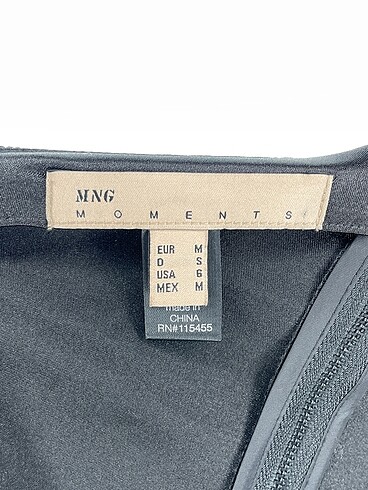 MNG
MOMENTS
EUR M
D S
USA 6
MEX M
made in
CHINA
RN#115455